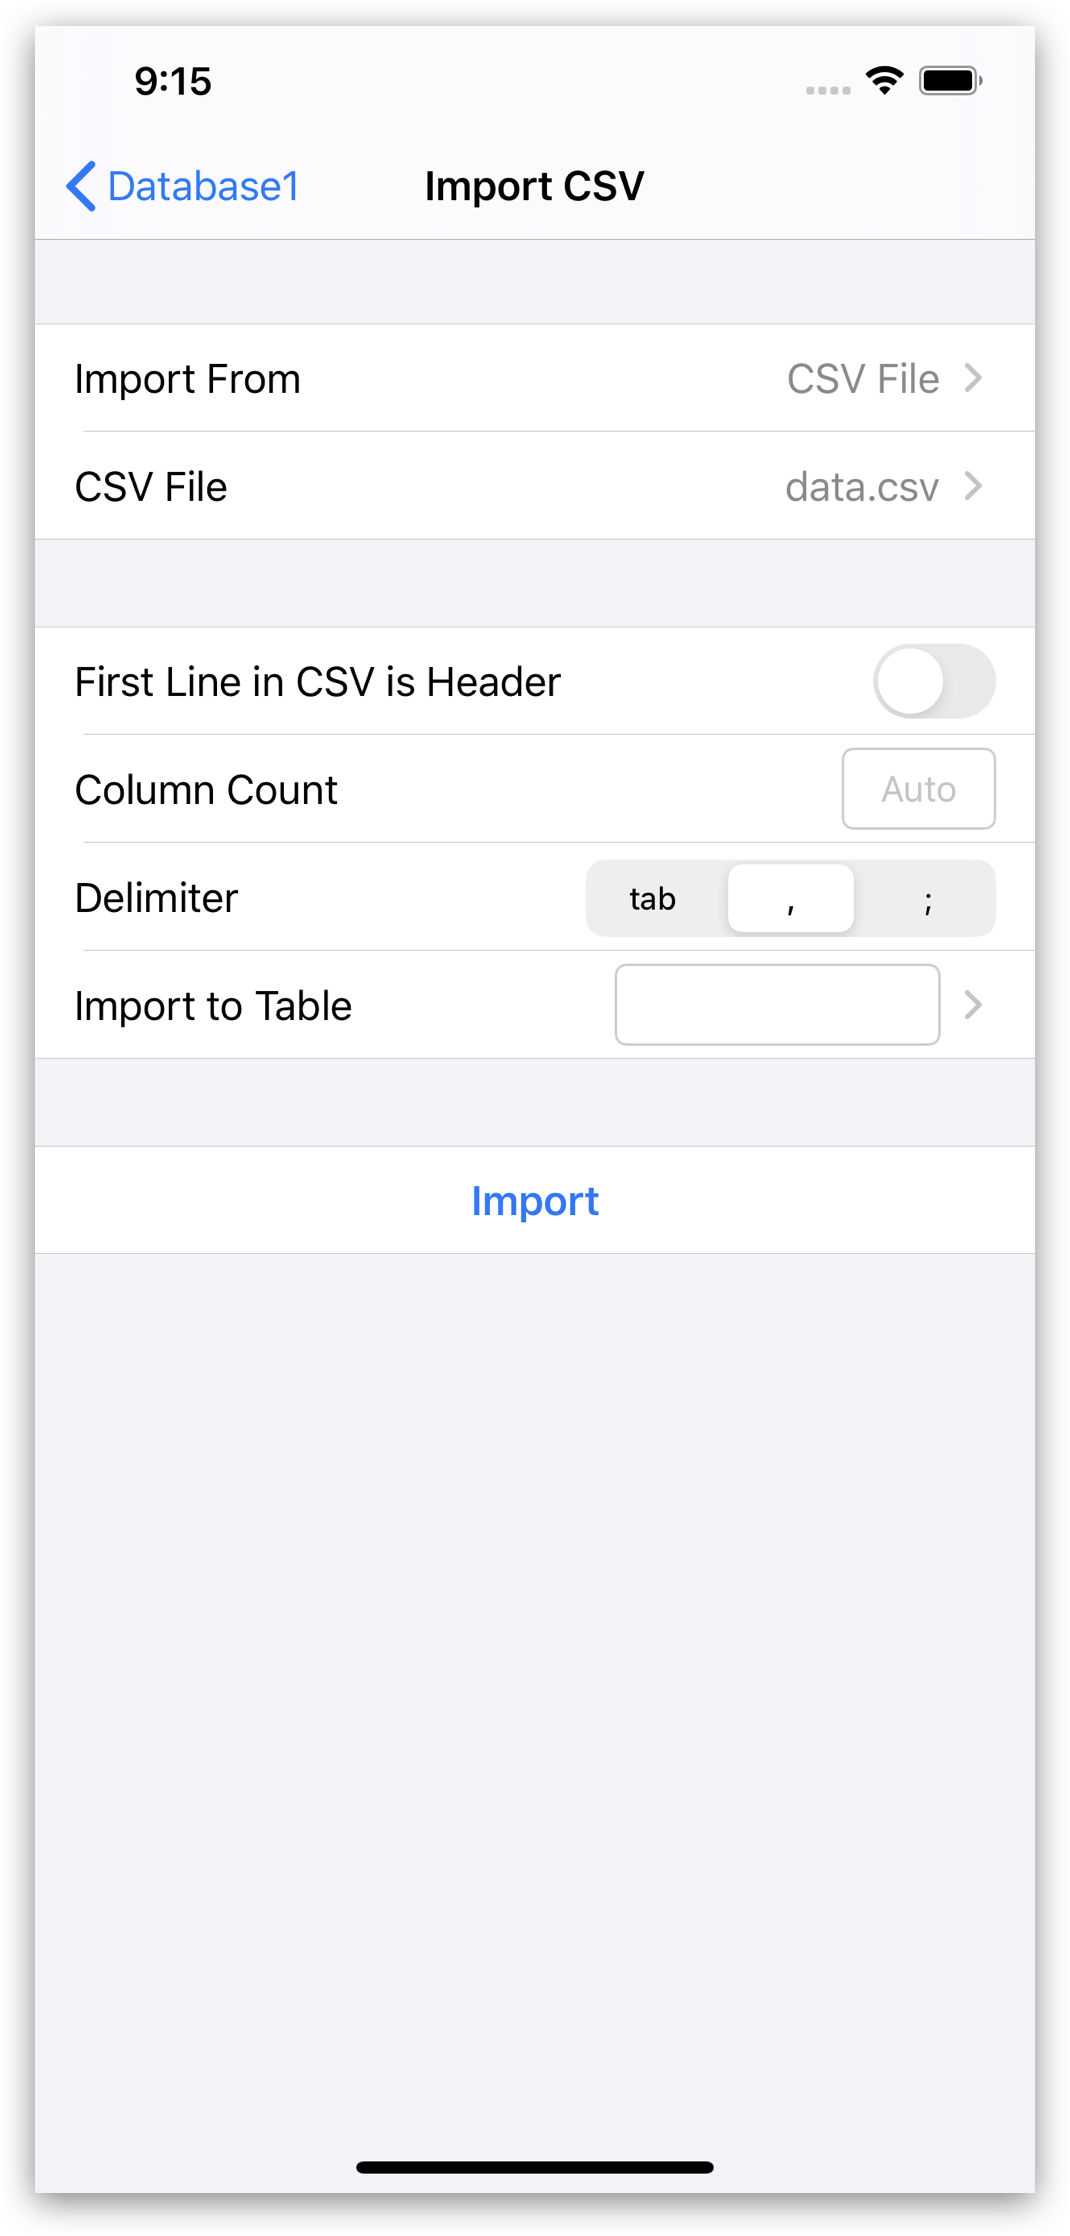 9:15
Database1 Import CSV
Import From CSV File
CSV File data.csv
First Line in CSV is Header
Column Count Auto
Delimiter tab , ;
Import to Table
Import